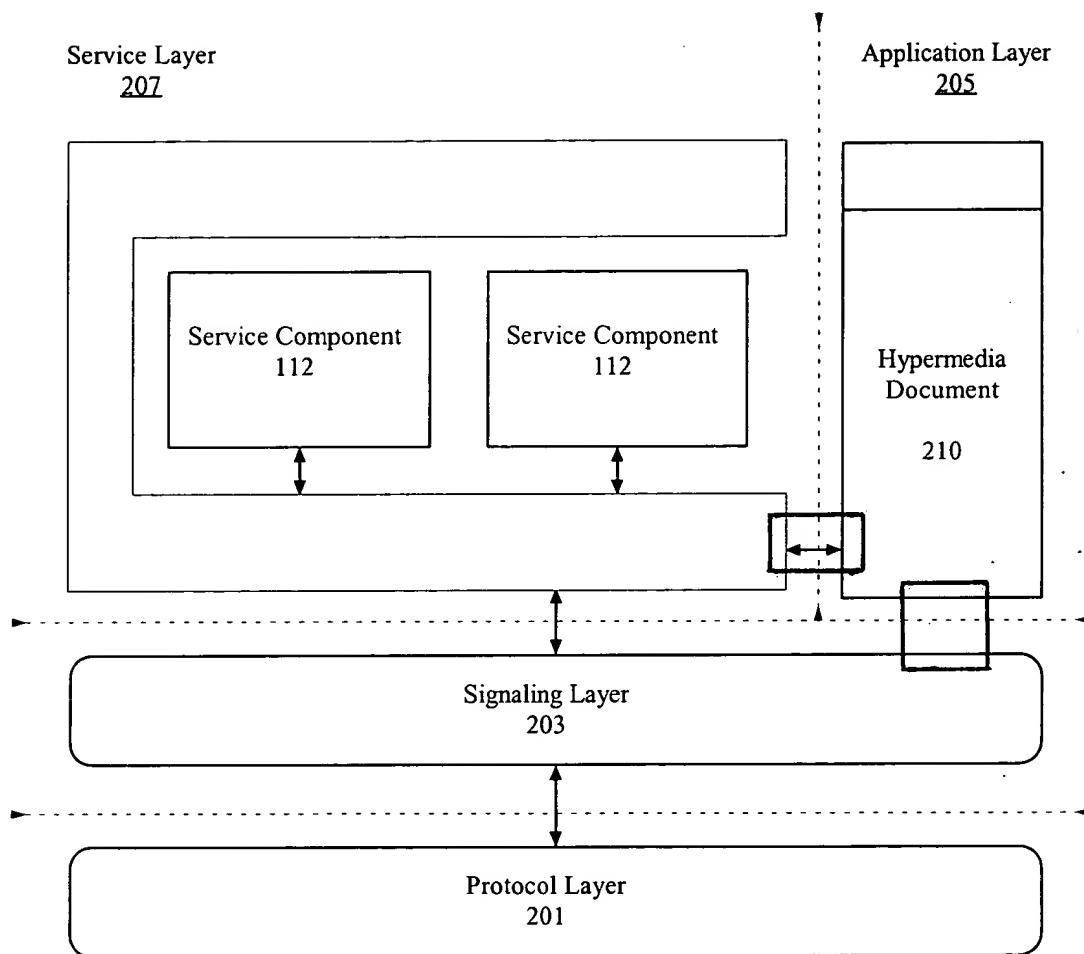 Service Layer
207
Application Layer
205
Service Component
112
Service Component
112
Hypermedia
Document
210
Signaling Layer
203
Protocol Layer
201